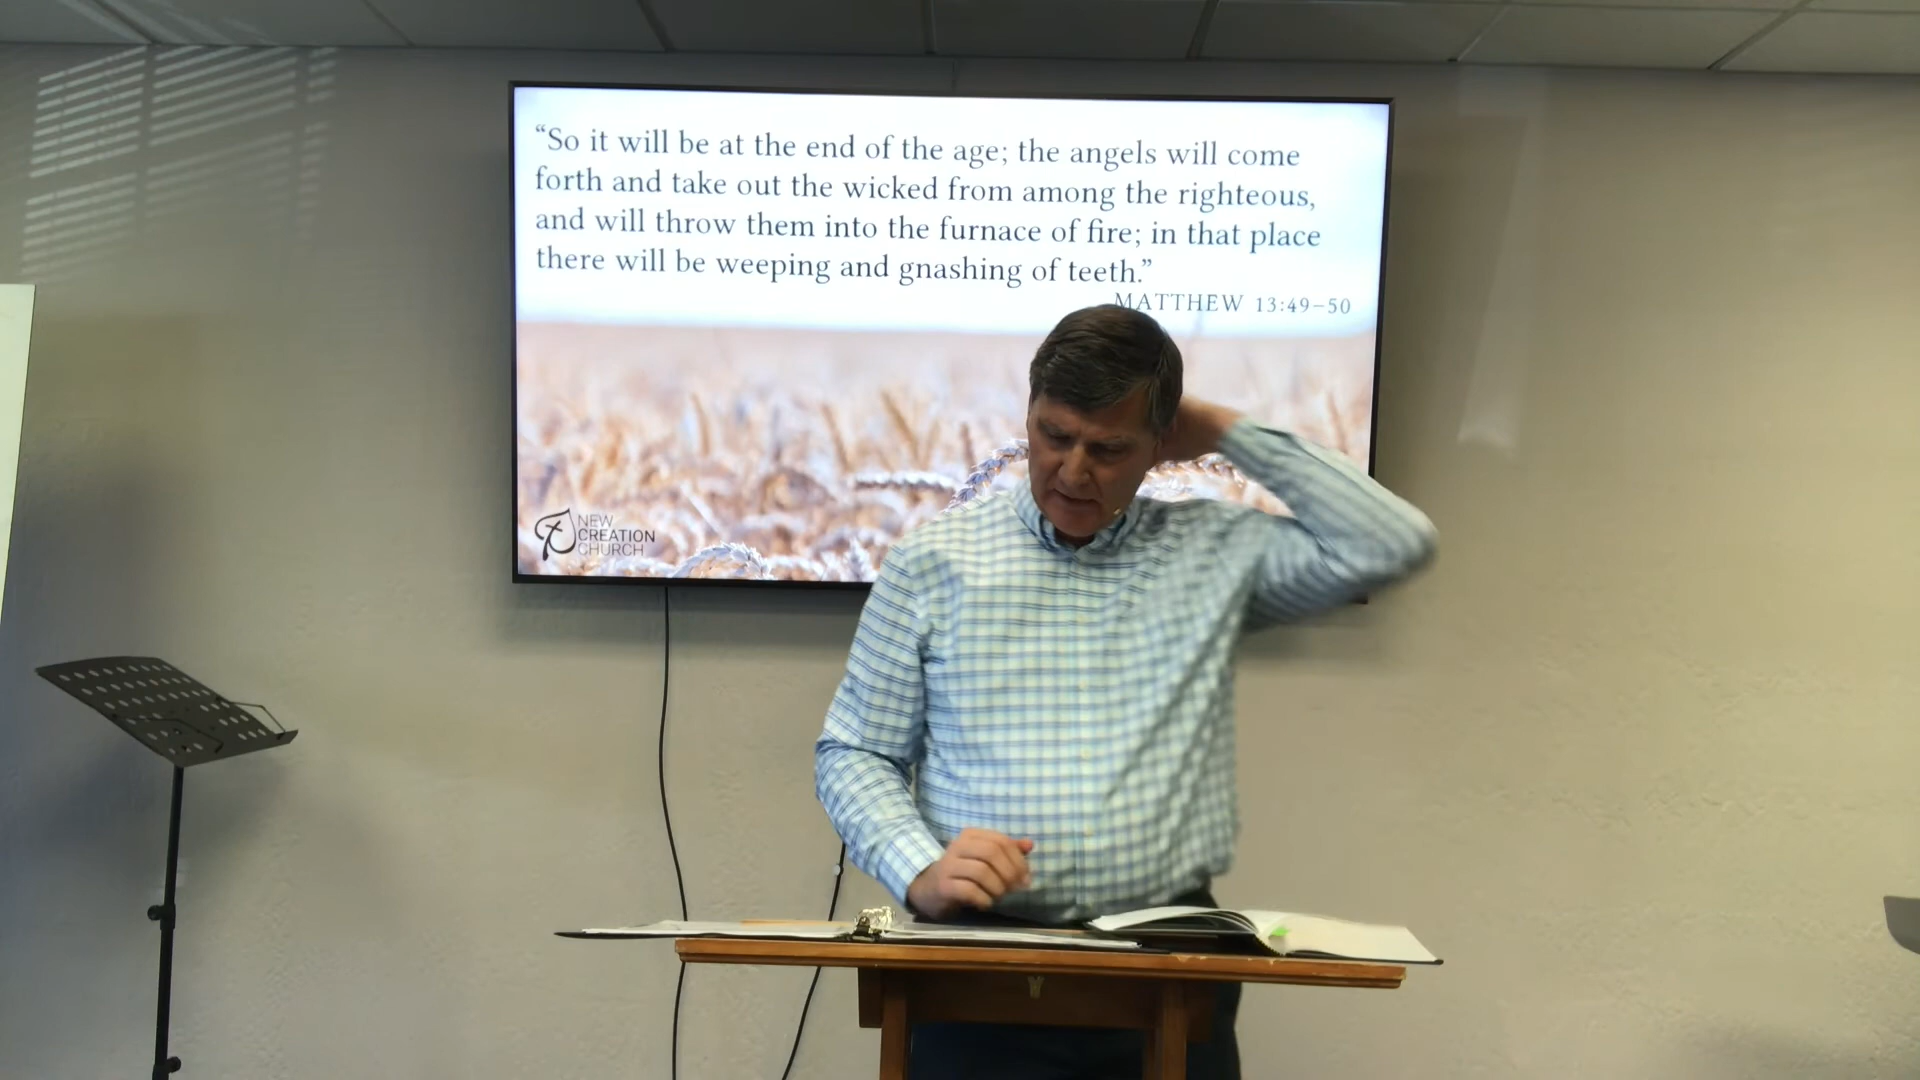 “So it will be at the end of the age; the angels will come
forth and take out the wicked from among the righteous,
and will throw them into the furnace of fire; in that place
there will be weeping and gnashing of teeth.”
MATTHEW 13:49–50
NEW
CREATION
CHURCH